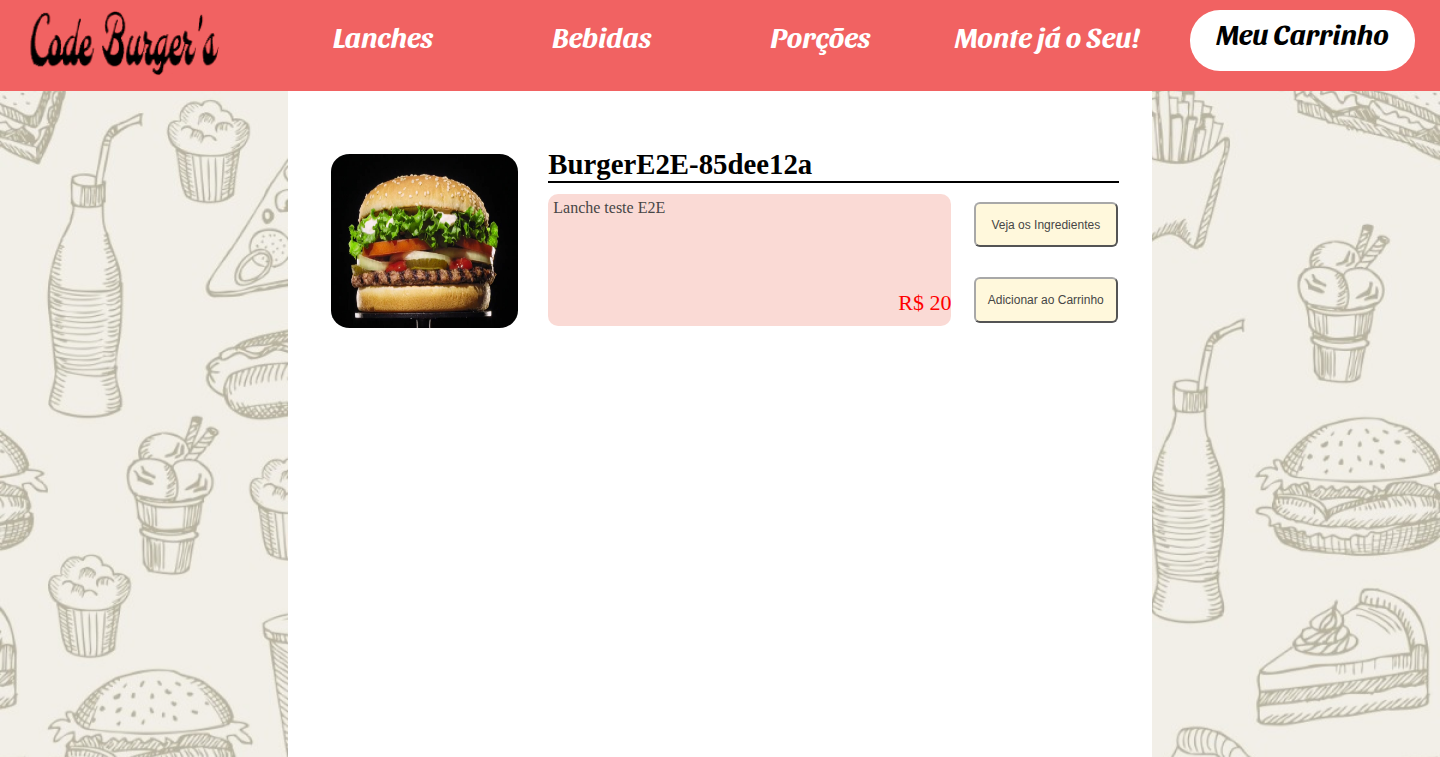 Code Burger's
Lanches
Bebidas
Porções
Monte já o Seu!
Meu Carrinho
BurgerE2E-85dee12a
Lanche teste E2E
R$ 20
Veja os Ingredientes
Adicionar ao Carrinho